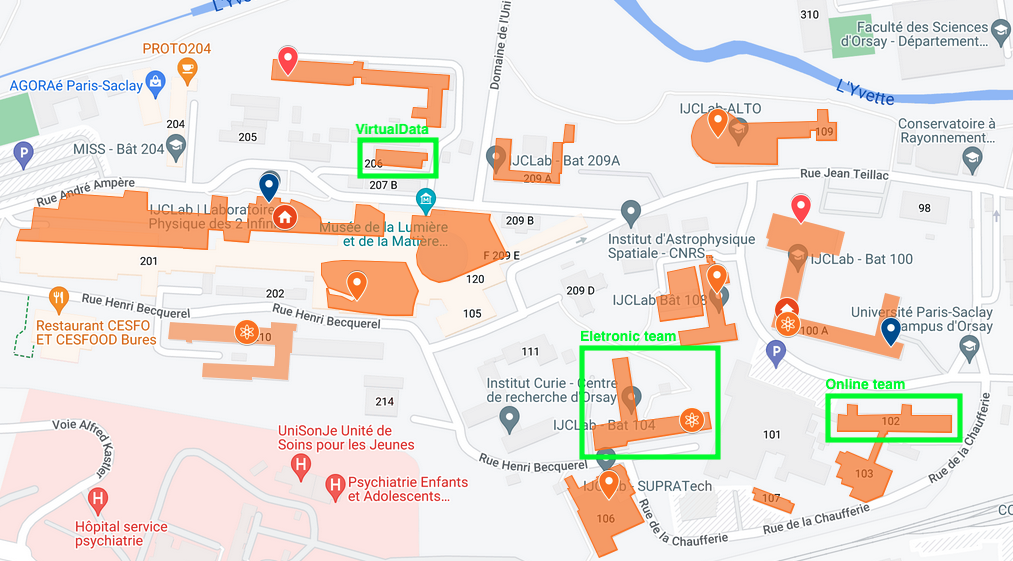 L'Yvette
310
Faculté des Sciences
d'Orsay - Département...
PROTO204
Domaine de l'Uni
AGORAé Paris-Saclay
L'Yvette
IJCLab-ALTO
204
205
VirtualData
109
Conservatoire à
Rayonnement...
P
MISS - Bât 204
206
IJCLab - Bat 209A
209 A
Rue Jean Teillac
207 B
Rue André Ampère
98
IJCLab | Laboratoire
Physique des 2 Infin
Musée de la Lumière
et de la Matière...
209 B
F 209 E
Institut d'Astrophysique
Spatiale - CNRS
IJCLab - Bat 100
201
120
202
209 D
IJCLab Bât 108
Rue Henri Becquerel
Rue Henri Becquerel
105
Université Paris-Saclay
Campus d'Orsay
100 A
Restaurant CESFO
ET CESFOOD Bures
210
Eletronic team
P
111
Institut Curie - Centre
de recherche d'Orsay
Online team
214
IJCLab - Bat 104
101
102
Voie Alfred Kastler
UniSonJe Unité de
Soins pour les Jeunes
H
Rue Henri Becquerel
Rue de la Chaufferie
H
Psychiatrie Enfants
et Adolescents...
- SUPRATech
103
H
Hôpital service
psychiatrie
106
107
Rue de la Chaufferie
Rue de la Chaufferie
CC